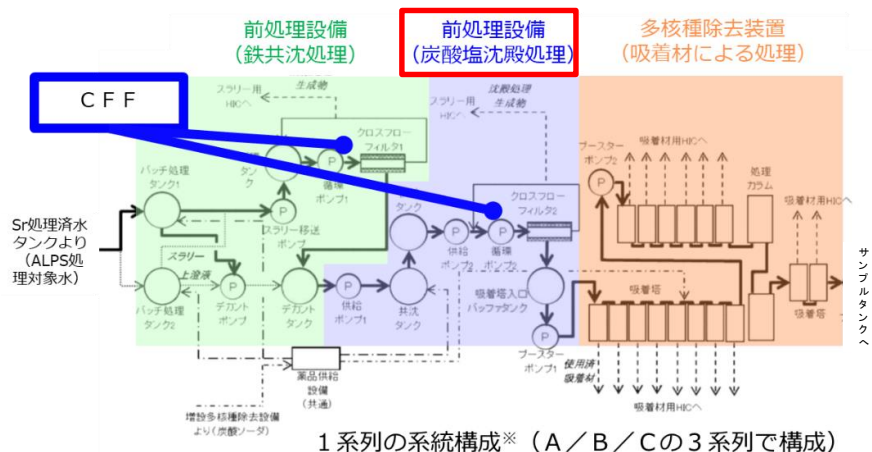 前処理設備
（鉄共沈処理）
前処理設備
（炭酸塩沈殿処理）
多核種除去装置
（吸着材による処理）
ＣＦＦ
スラリー用
HICへ
生成物
クロスフロー
フィルタ1
タン
ク
循環
ポンプ1
バッチ処理
タンク1
スラリー移送
ポンプ
Sr処理済水
タンクより
（ALPS処
理対象水）
スラリー
上澄液
バッチ処理
タンク2
デカント
ポンプ
デカント
タンク
供給
ポンプ1
共沈
タンク
スラリー用
HICへ
沈殿処理
生成物
クロスフロー
フィルタ2
タンク
供給
ポンプ2
循環
ポンプ2
吸着塔入口
バッファタンク
ブースター
ポンプ1
ブースター
ポンプ2
吸着材用HICへ
処理
カラム
吸着材用HICへ
吸着塔
吸着塔
サンプルタンクへ
使用済
吸着材
吸着材用HICへ
薬品供給
設備
（共通）
増設多核種除去設備
より（炭酸ソーダ）
P
P
P
P
P
P
P
P
１系列の系統構成※（Ａ／Ｂ／Ｃの３系列で構成）